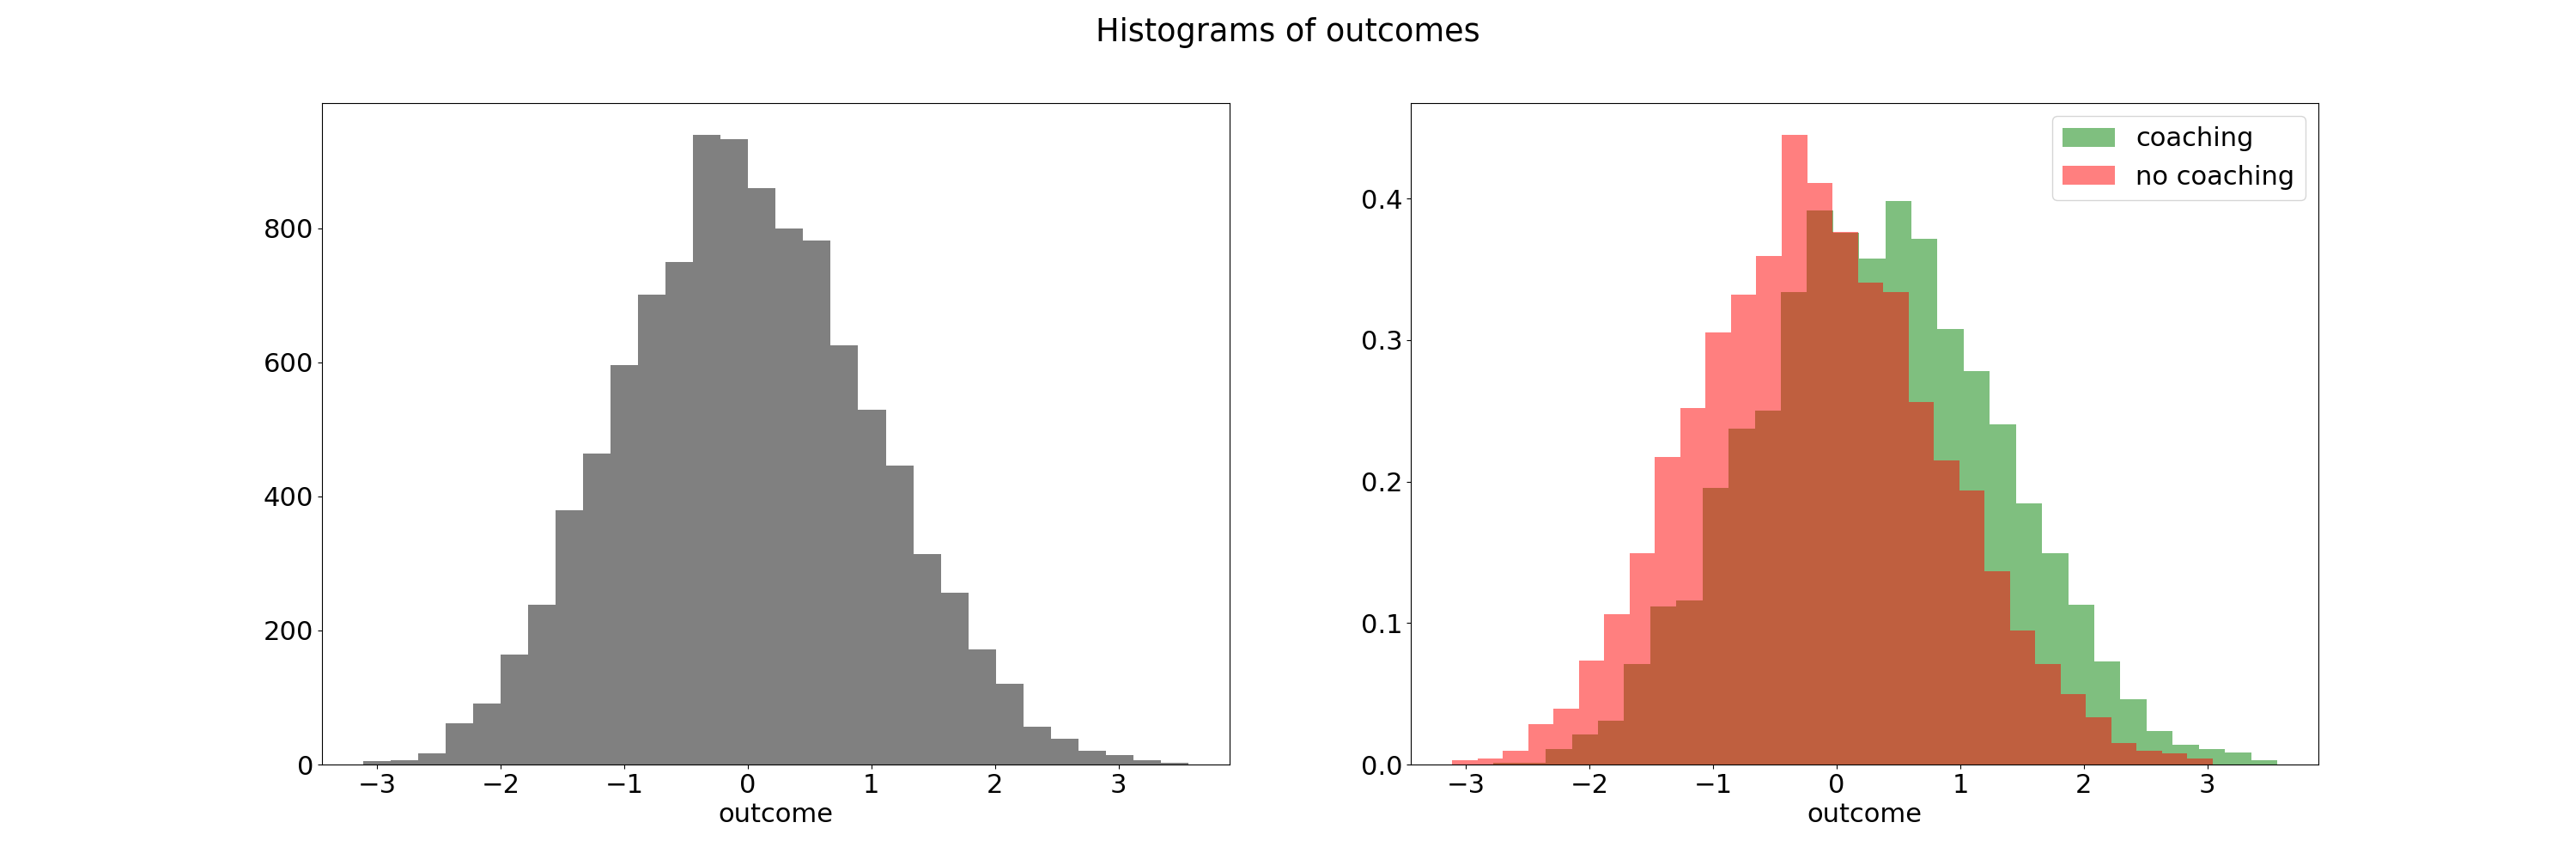 Histograms of outcomes
800
600
400
200
0
−3 −2 −1 0 1 2 3
outcome
coaching
no coaching
0.4
0.3
0.2
0.1
0.0
−3 −2 −1 0 1 2 3
outcome